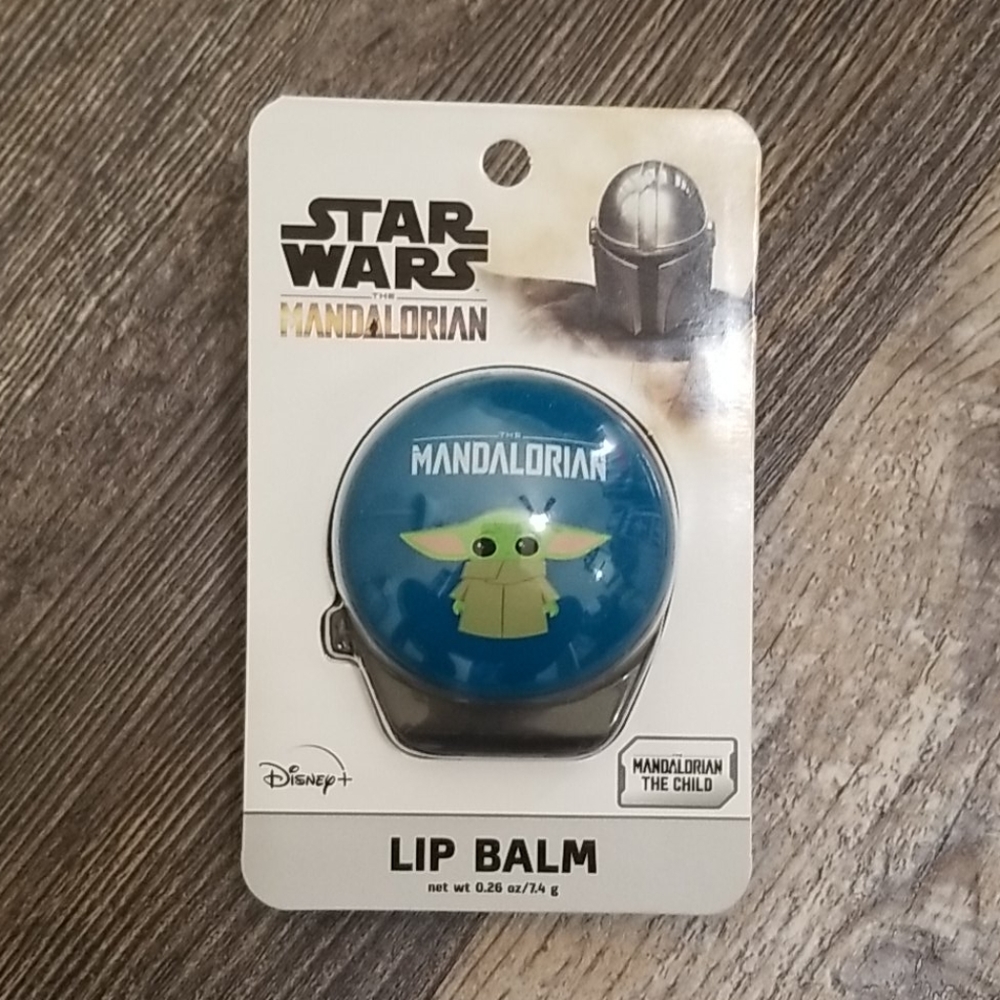 STAR
WARS
THE
MANDALORIAN
THE
MANDALORIAN
Disney+
MANDALORIAN
THE CHILD
LIP BALM
net wt 0.26 oz/7.4 g